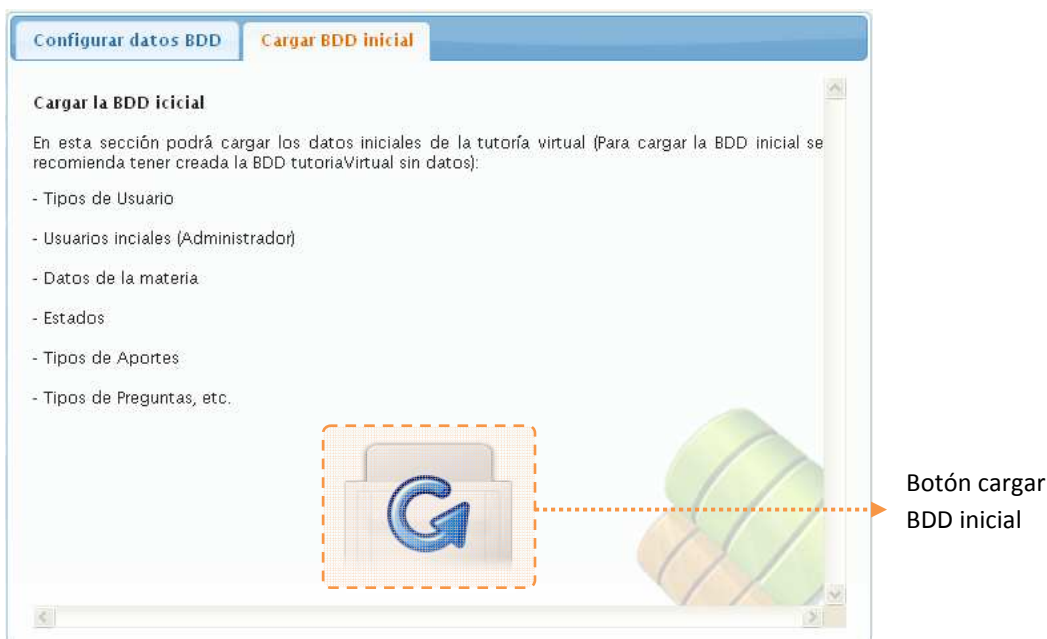 Configurar datos BDD
Cargar BDD inicial
Cargar la BDD icicial
En esta sección podrá cargar los datos iniciales de la tutoría virtual (Para cargar la BDD inicial se
recomienda tener creada la BDD tutoriaVirtual sin datos):
- Tipos de Usuario
- Usuarios inciales (Administrador)
- Datos de la materia
- Estados
- Tipos de Aportes
- Tipos de Preguntas, etc.
Botón cargar
BDD inicial